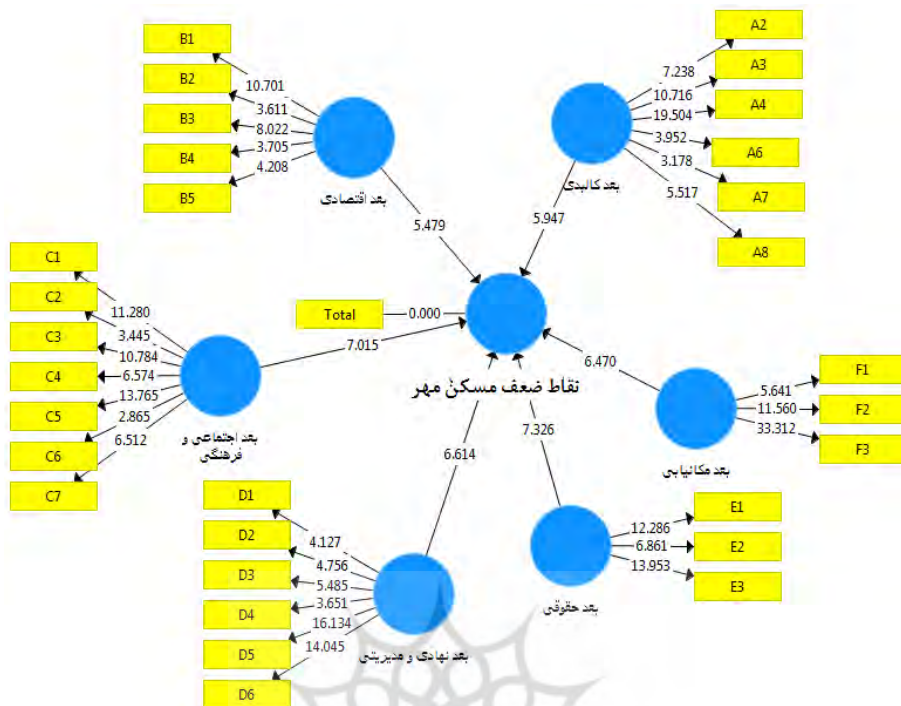 B1
B2
B3
B4
B5
10.701
3.611
8.022
3.705
4.208
بعد اقتصادی
5.479
A2
A3
A4
A6
A7
A8
7.238
10.716
19.504
3.952
3.178
5.517
بعد کالبدی
5.947
C1
C2
C3
C4
C5
C6
C7
11.280
3.445
10.784
6.574
13.765
2.865
6.512
بعد اجتماعی و
فرهنگی
7.015
Total
0.000
نقاط ضعف مسکن مهر
6.470
5.641
11.560
33.312
F1
F2
F3
بعد مکانیابی
D1
D2
D3
D4
D5
D6
4.127
4.756
5.485
3.651
16.134
14.045
بعد نهادی و مدیریتی
6.614
7.326
12.286
6.861
13.953
E1
E2
E3
بعد حقوقی